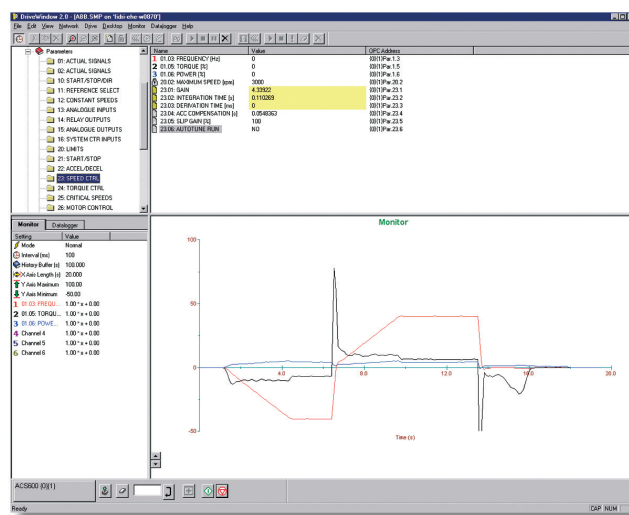 DriveWindow 2.0 - [ABB.SMP on 'fidri-ehe-w0870']
File Edit View Network Drive Desktop Monitor Datalogger Help
Parameters
01: ACTUAL SIGNALS
02: ACTUAL SIGNALS
10: START/STOP/DIR
11: REFERENCE SELECT
12: CONSTANT SPEEDS
13: ANALOGUE INPUTS
14: RELAY OUTPUTS
15: ANALOGUE OUTPUTS
16: SYSTEM CTR INPUTS
20: LIMITS
21: START/STOP
22: ACCEL/DECEL
23: SPEED CTRL
24: TORQUE CTRL
25: CRITICAL SPEEDS
26: MOTOR CONTROL
Name Value OPC Address
1 01.03: FREQUENCY [Hz] 0 {0}{1}Par.1.3
2 01.05: TORQUE [%] 0 {0}{1}Par.1.5
3 01.06: POWER [%] 0 {0}{1}Par.1.6
20.02: MAXIMUM SPEED [rpm] 3000 {0}{1}Par.20.2
23.01: GAIN 4.33922 {0}{1}Par.23.1
23.02: INTEGRATION TIME [s] 0.110269 {0}{1}Par.23.2
23.03: DERIVATION TIME [ms] 0 {0}{1}Par.23.3
23.04: ACC COMPENSATION [s] 0.0548363 {0}{1}Par.23.4
23.05: SLIP GAIN [%] 100 {0}{1}Par.23.5
23.06: AUTOTUNE RUN NO {0}{1}Par.23.6
Monitor Datalogger
Setting Value
Mode Normal
Interval (ms) 100
History Buffer (s) 100.000
X Axis Length (s) 20.000
Y Axis Maximum 100.00
Y Axis Minimum -50.00
1 01.03: FREQU... 1.00 * x + 0.00
2 01.05: TORQU... 1.00 * x + 0.00
3 01.06: POWE... 1.00 * x + 0.00
4 Channel 4 1.00 * x + 0.00
5 Channel 5 1.00 * x + 0.00
6 Channel 6 1.00 * x + 0.00
Monitor
100
50
0
-50
4.0 8.0 12.0 16.0 20.0
Time (s)
ACS600 {0}{1}
Ready
CAP NUM